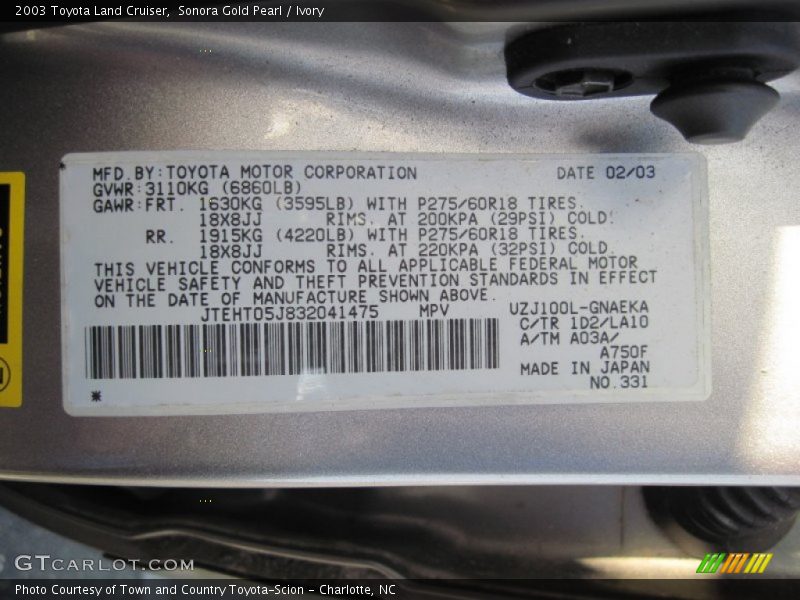 2003 Toyota Land Cruiser,  Sonora Gold Pearl / Ivory
MFD.BY:TOYOTA MOTOR CORPORATION DATE 02/03
GVWR:3110KG (6860LB)
GAWR:FRT. 1630KG (3595LB) WITH P275/60R18 TIRES.
18X8JJ RIMS. AT 200KPA (29PSI) COLD.
RR. 1915KG (4220LB) WITH P275/60R18 TIRES.
18X8JJ RIMS. AT 220KPA (32PSI) COLD.
THIS VEHICLE CONFORMS TO ALL APPLICABLE FEDERAL MOTOR
VEHICLE SAFETY AND THEFT PREVENTION STANDARDS IN EFFECT
ON THE DATE OF MANUFACTURE SHOWN ABOVE.
JTEHT05J832041475 MPV UZJ100L-GNAEKA
C/TR 1D2/LA10
A/TM A03A/
A750F
MADE IN JAPAN
*
NO.331
GTCARLOT.COM
Photo Courtesy of Town and Country Toyota-Scion - Charlotte, NC